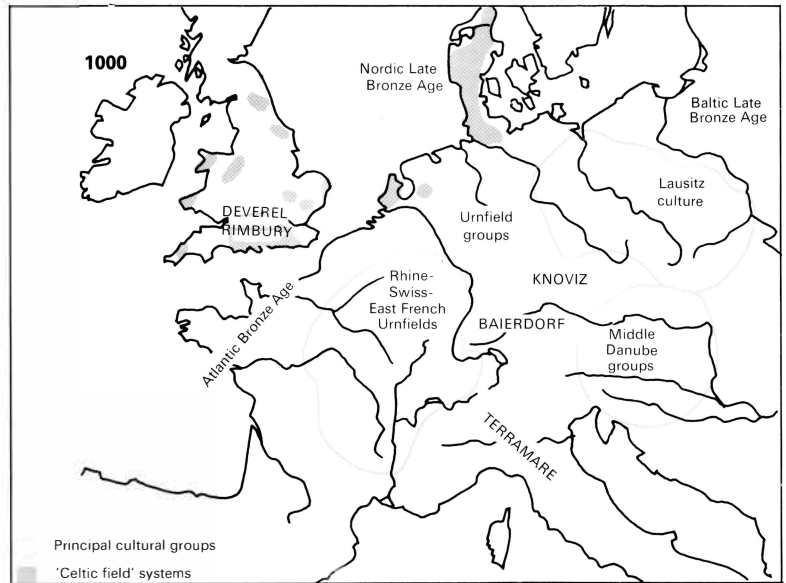 1000
Nordic Late
Bronze Age
Baltic Late
Bronze Age
Lausitz
culture
DEVEREL
RIMBURY
Urnfield
groups
KNOVIZ
Rhine-
Swiss-
East French
Urnfields
BAIERDORF
Middle
Danube
groups
Atlantic Bronze Age
TERRAMARE
Principal cultural groups
'Celtic field' systems